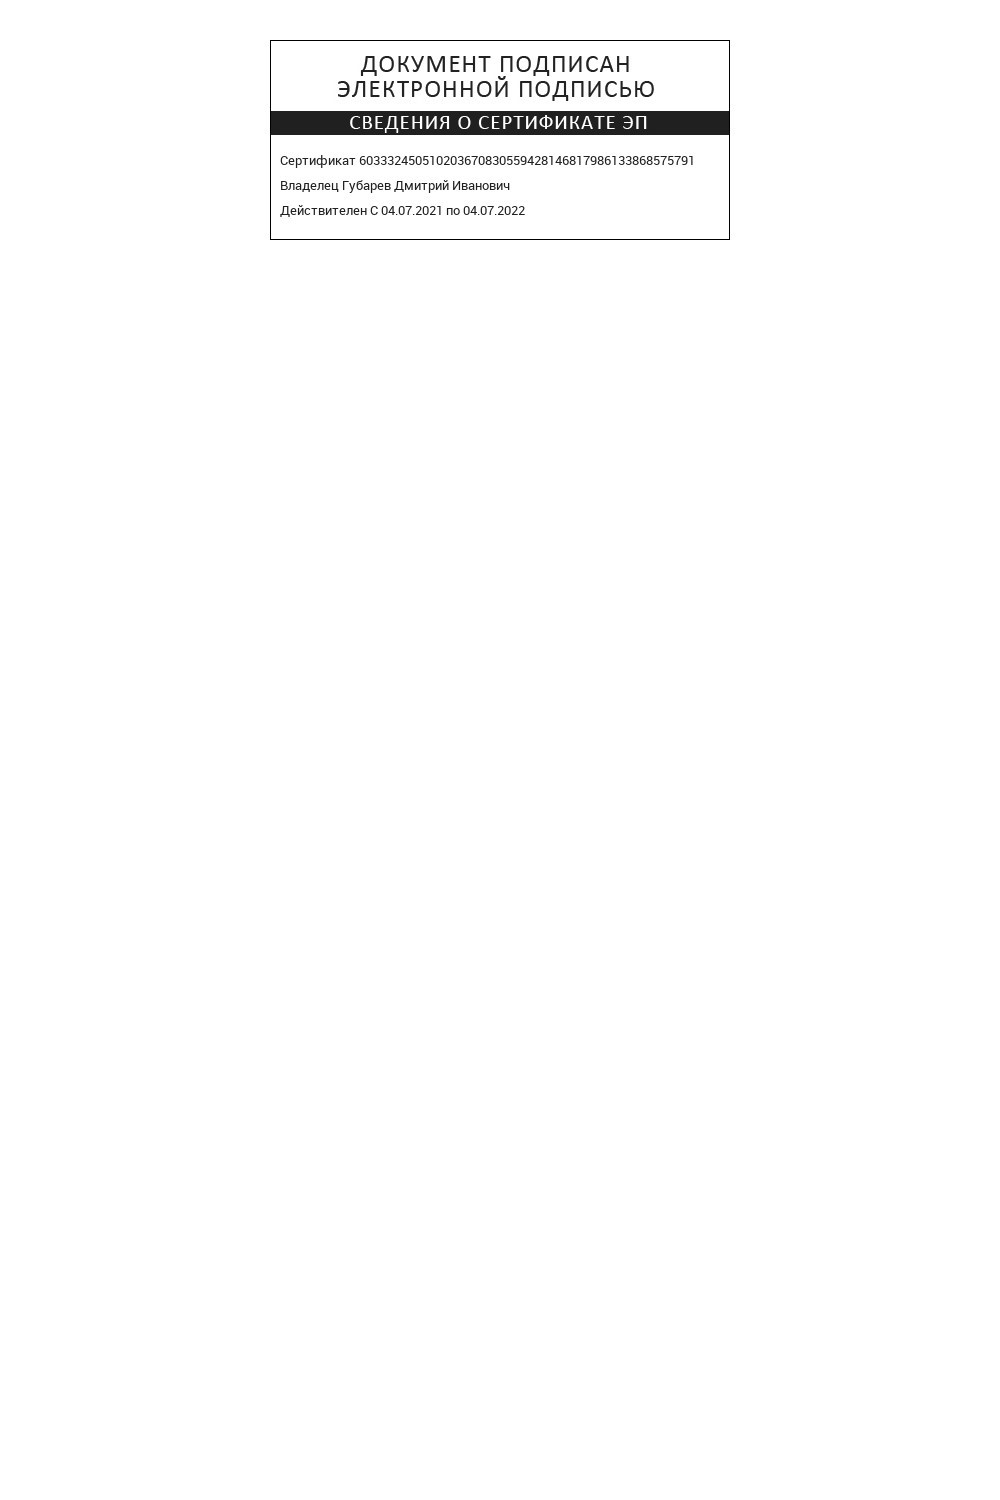 ДОКУМЕНТ ПОДПИСАН
ЭЛЕКТРОННОЙ ПОДПИСЬЮ
СВЕДЕНИЯ О СЕРТИФИКАТЕ ЭП
Сертификат 603332450510203670830559428146817986133868575791
Владелец Губарев Дмитрий Иванович
Действителен С 04.07.2021 по 04.07.2022